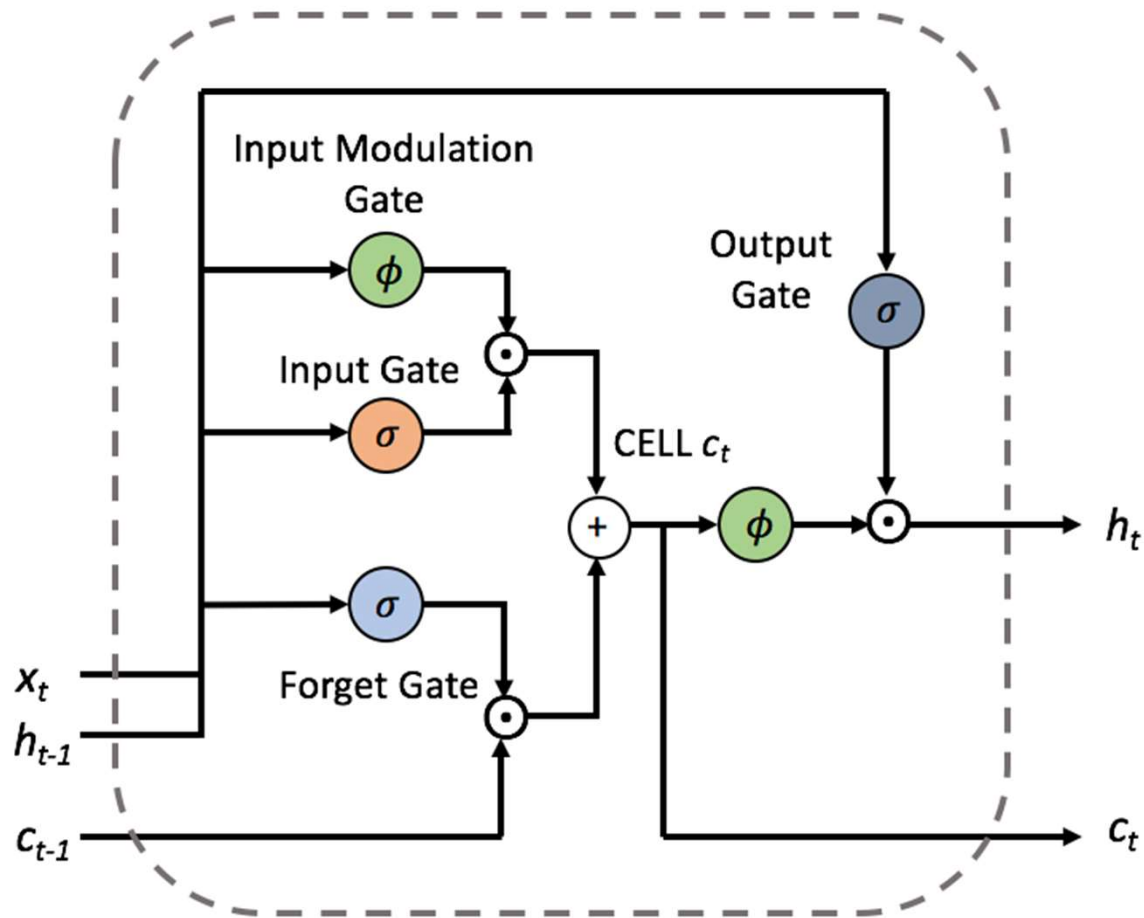 Input Modulation
Gate
ϕ
Output
Gate
σ
Input Gate
σ
CELL cₜ
+
ϕ
hₜ
σ
Forget Gate
xₜ
hₜ₋₁
cₜ₋₁
cₜ